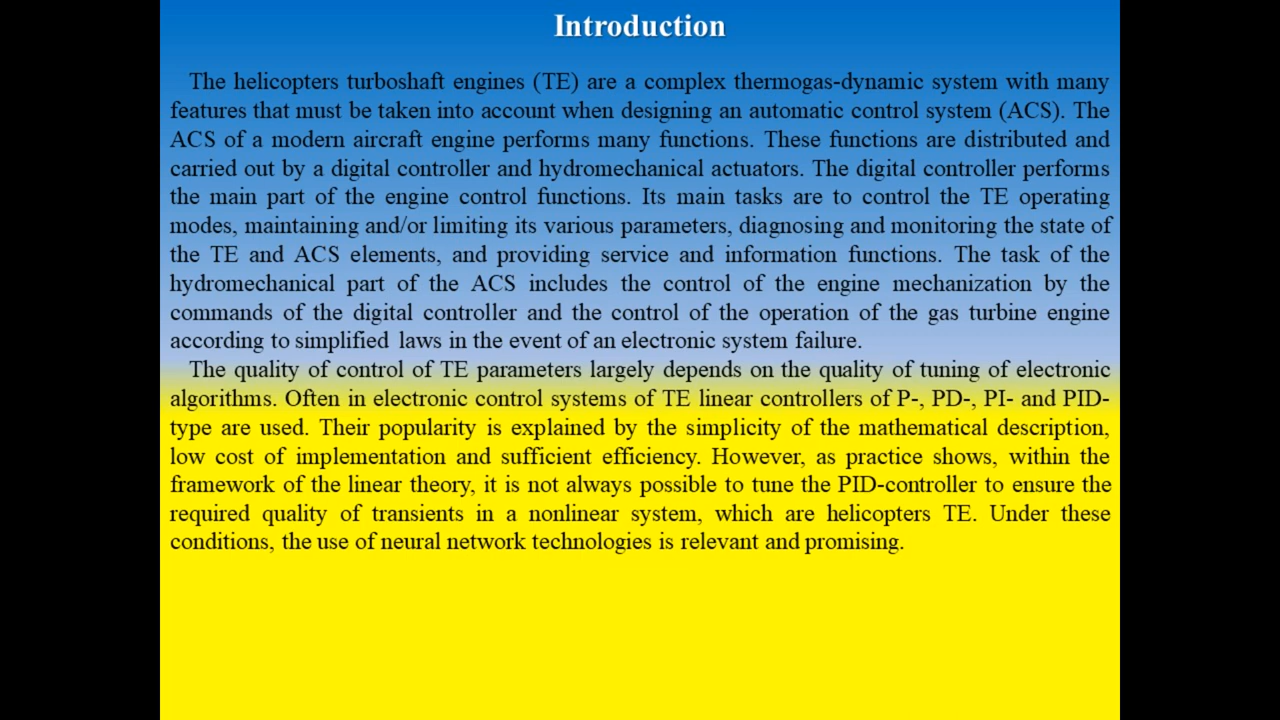 Introduction
The helicopters turboshaft engines (TE) are a complex thermogas-dynamic system with many
features that must be taken into account when designing an automatic control system (ACS). The
ACS of a modern aircraft engine performs many functions. These functions are distributed and
carried out by a digital controller and hydromechanical actuators. The digital controller performs
the main part of the engine control functions. Its main tasks are to control the TE operating
modes, maintaining and/or limiting its various parameters, diagnosing and monitoring the state of
the TE and ACS elements, and providing service and information functions. The task of the
hydromechanical part of the ACS includes the control of the engine mechanization by the
commands of the digital controller and the control of the operation of the gas turbine engine
according to simplified laws in the event of an electronic system failure.
The quality of control of TE parameters largely depends on the quality of tuning of electronic
algorithms. Often in electronic control systems of TE linear controllers of P-, PD-, PI- and PID-
type are used. Their popularity is explained by the simplicity of the mathematical description,
low cost of implementation and sufficient efficiency. However, as practice shows, within the
framework of the linear theory, it is not always possible to tune the PID-controller to ensure the
required quality of transients in a nonlinear system, which are helicopters TE. Under these
conditions, the use of neural network technologies is relevant and promising.